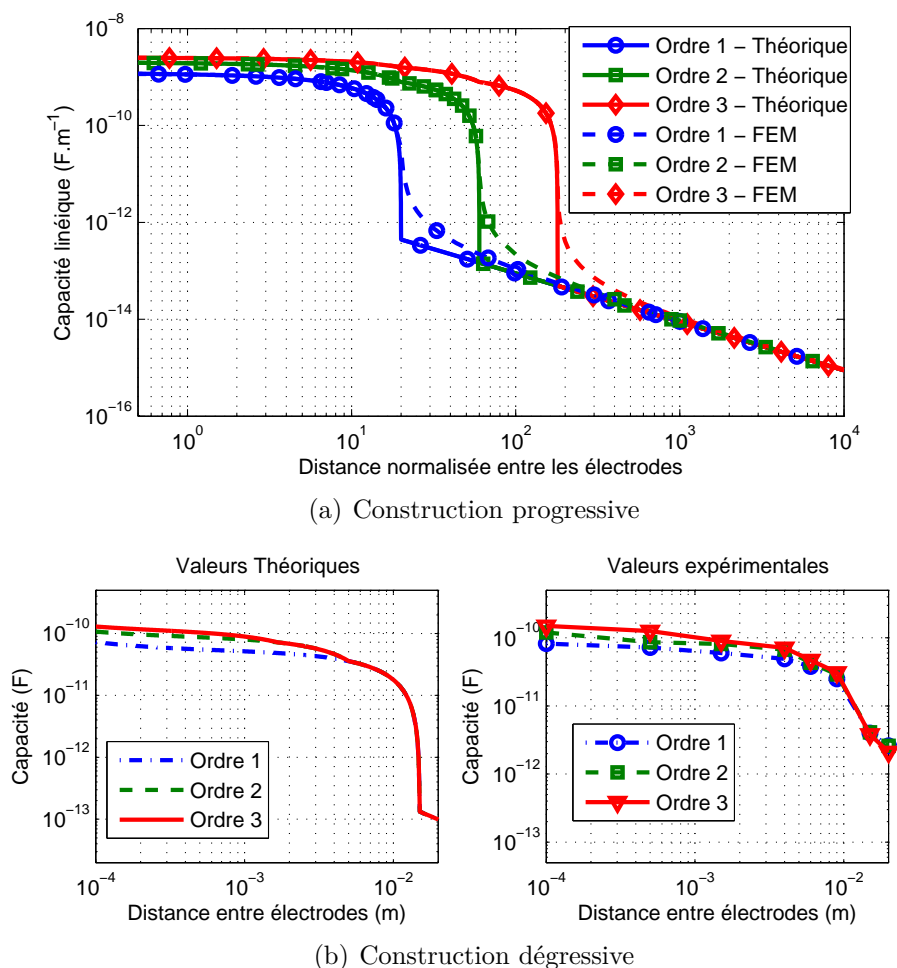 10^-8
10^-10
10^-12
10^-14
10^-16
Capacité linéique (F.m^-1)
Ordre 1 – Théorique
Ordre 2 – Théorique
Ordre 3 – Théorique
Ordre 1 – FEM
Ordre 2 – FEM
Ordre 3 – FEM
10^0 10^1 10^2 10^3 10^4
Distance normalisée entre les électrodes
(a) Construction progressive
Valeurs Théoriques
10^-10
10^-11
10^-12
10^-13
Capacité (F)
Ordre 1
Ordre 2
Ordre 3
10^-4 10^-3 10^-2
Distance entre électrodes (m)
Valeurs expérimentales
10^-10
10^-11
10^-12
10^-13
Capacité (F)
Ordre 1
Ordre 2
Ordre 3
10^-4 10^-3 10^-2
Distance entre électrodes (m)
(b) Construction dégressive